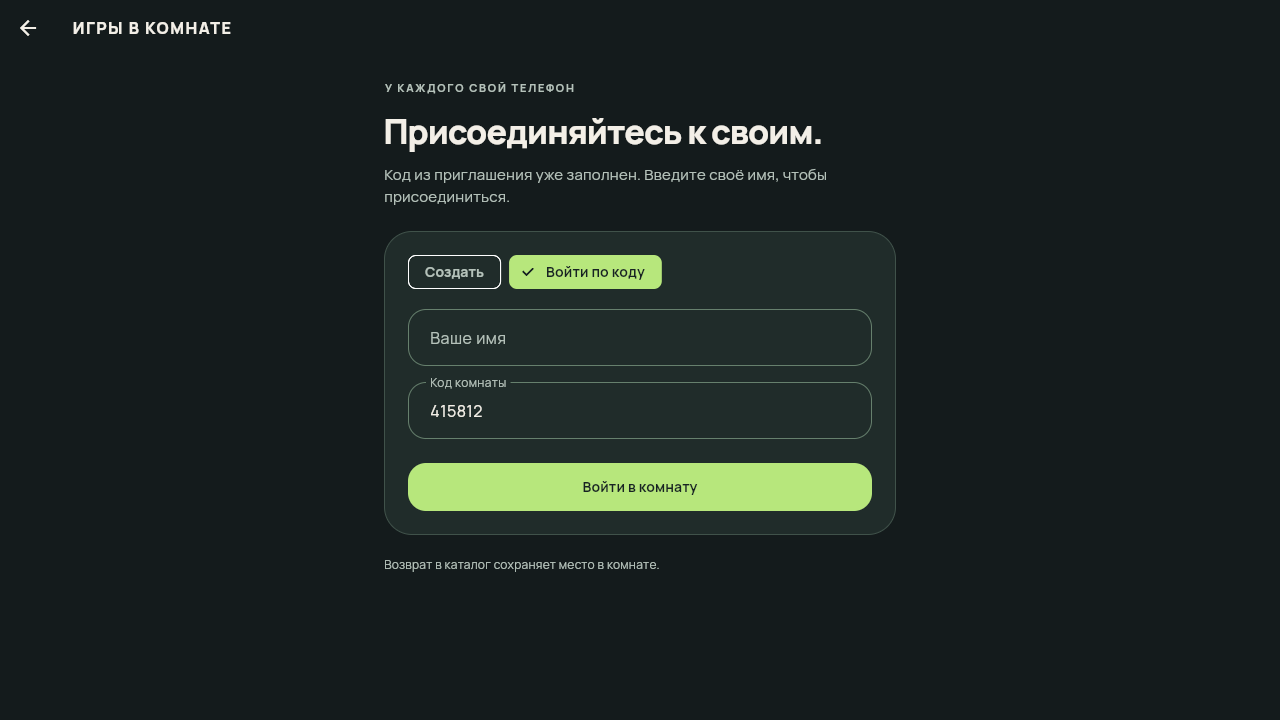 ИГРЫ В КОМНАТЕ
У КАЖДОГО СВОЙ ТЕЛЕФОН
Присоединяйтесь к своим.
Код из приглашения уже заполнен. Введите своё имя, чтобы
присоединиться.
Создать
Войти по коду
Ваше имя
Код комнаты
415812
Войти в комнату
Возврат в каталог сохраняет место в комнате.